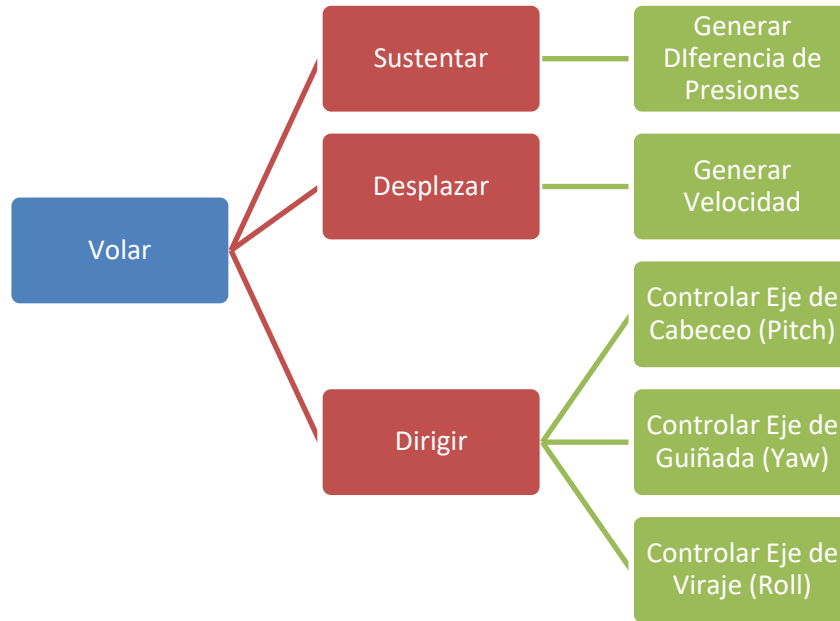 Volar
Sustentar
Generar
DIferencia de
Presiones
Desplazar
Generar
Velocidad
Dirigir
Controlar Eje de
Cabeceo (Pitch)
Controlar Eje de
Guiñada (Yaw)
Controlar Eje de
Viraje (Roll)